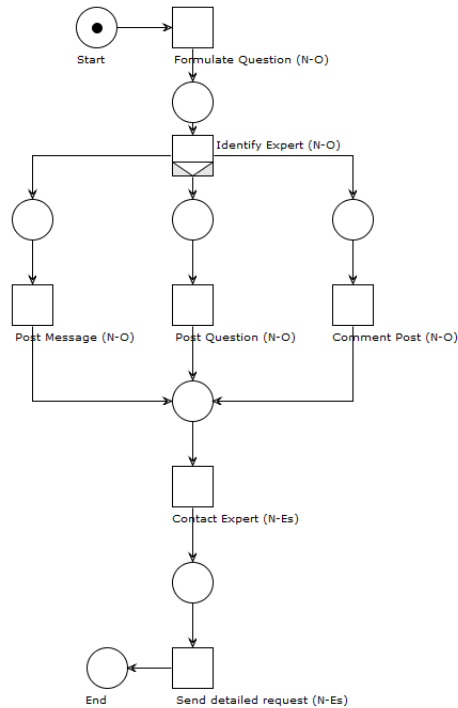 Start
Formulate Question (N-O)
Identify Expert (N-O)
Post Message (N-O)
Post Question (N-O)
Comment Post (N-O)
Contact Expert (N-Es)
End
Send detailed request (N-Es)